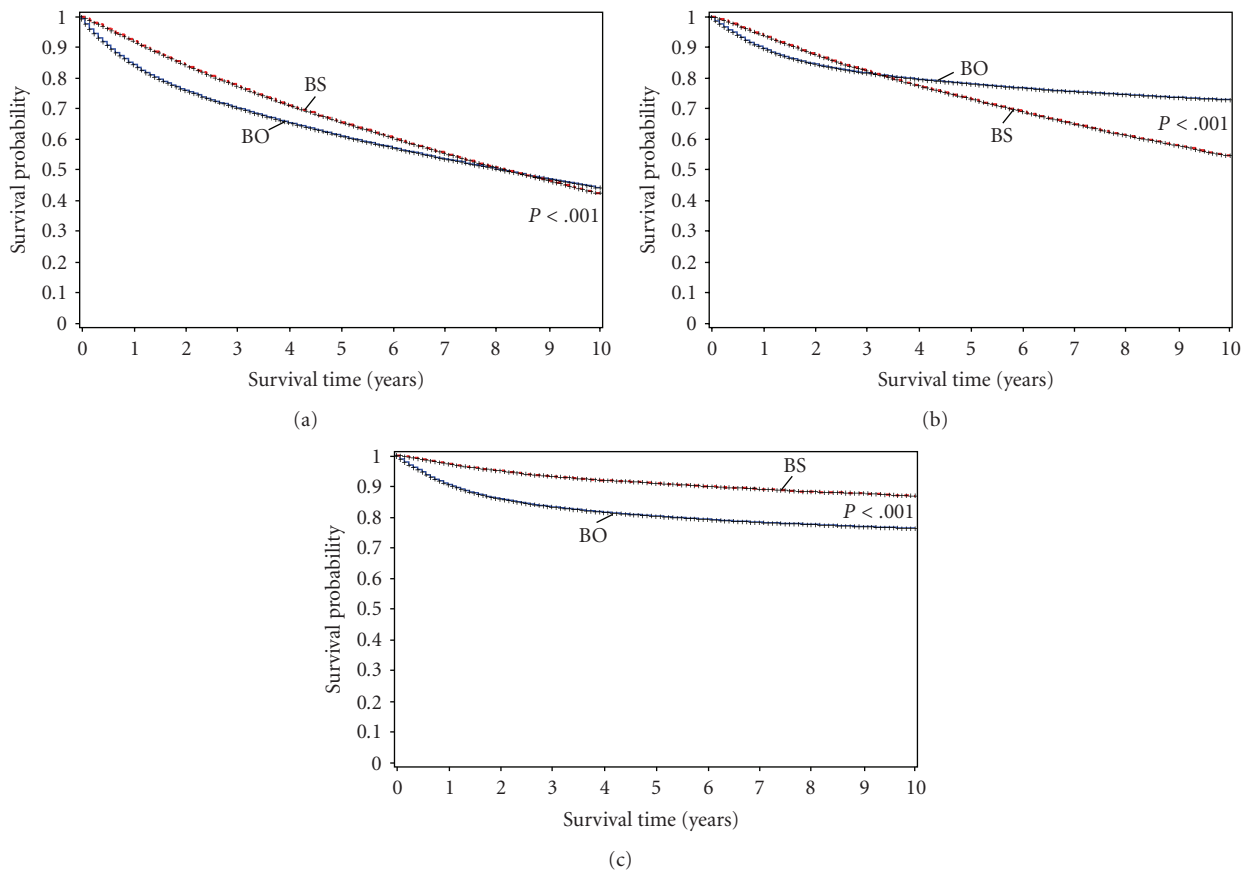 Survival probability
1
0.9
0.8
0.7
0.6
0.5
0.4
0.3
0.2
0.1
0
BS
BO
P < .001
0 1 2 3 4 5 6 7 8 9 10
Survival time (years)
(a)
Survival probability
1
0.9
0.8
0.7
0.6
0.5
0.4
0.3
0.2
0.1
0
BO
BS
P < .001
0 1 2 3 4 5 6 7 8 9 10
Survival time (years)
(b)
Survival probability
1
0.9
0.8
0.7
0.6
0.5
0.4
0.3
0.2
0.1
0
BS
BO
P < .001
0 1 2 3 4 5 6 7 8 9 10
Survival time (years)
(c)